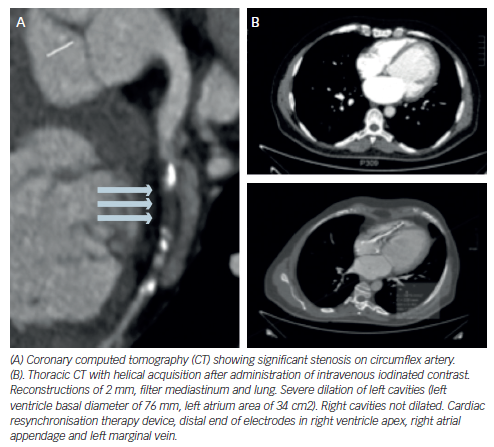 A
B
P309
(A) Coronary computed tomography (CT) showing significant stenosis on circumflex artery.
(B). Thoracic CT with helical acquisition after administration of intravenous iodinated contrast.
Reconstructions of 2 mm, filter mediastinum and lung. Severe dilation of left cavities (left
ventricle basal diameter of 76 mm, left atrium area of 34 cm2). Right cavities not dilated. Cardiac
resynchronisation therapy device, distal end of electrodes in right ventricle apex, right atrial
appendage and left marginal vein.